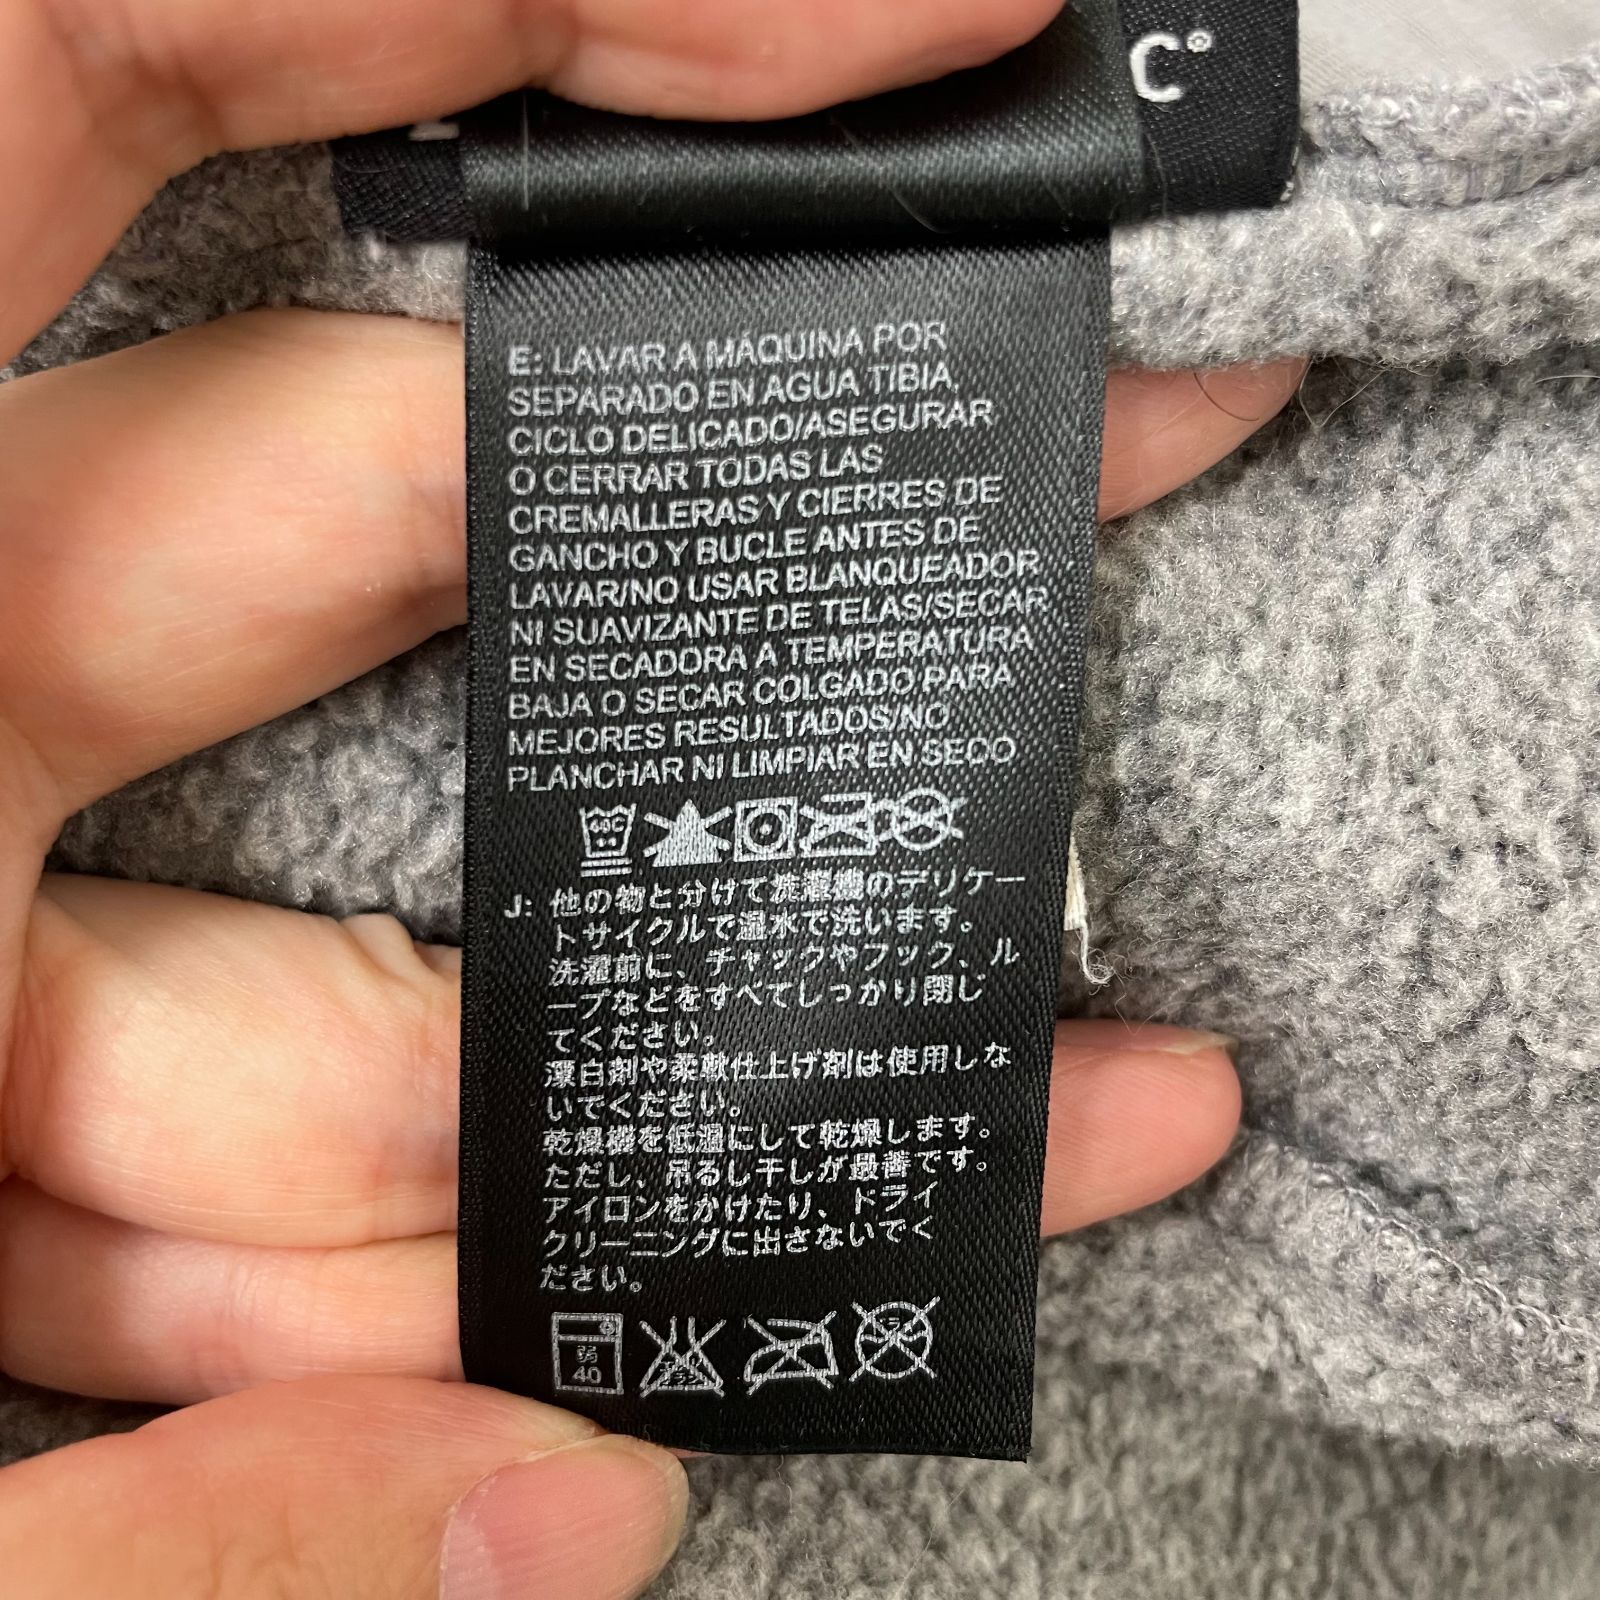 C°
E: LAVAR A MÁQUINA POR
SEPARADO EN AGUA TIBIA,
CICLO DELICADO/ASEGURAR
O CERRAR TODAS LAS
CREMALLERAS Y CIERRES DE
GANCHO Y BUCLE ANTES DE
LAVAR/NO USAR BLANQUEADOR
NI SUAVIZANTE DE TELAS/SECAR
EN SECADORA A TEMPERATURA
BAJA O SECAR COLGADO PARA
MEJORES RESULTADOS/NO
PLANCHAR NI LIMPIAR EN SECO
40C
J: 他の物と分けて洗濯機のデリケー
トサイクルで温水で洗います。
洗濯前に、チャックやフック、ル
ープなどをすべてしっかり閉じ
てください。
漂白剤や柔軟仕上げ剤は使用しな
いでください。
乾燥機を低温にして乾燥します。
ただし、吊るし干しが最善です。
アイロンをかけたり、ドライ
クリーニングに出さないでく
ださい。
弱
40